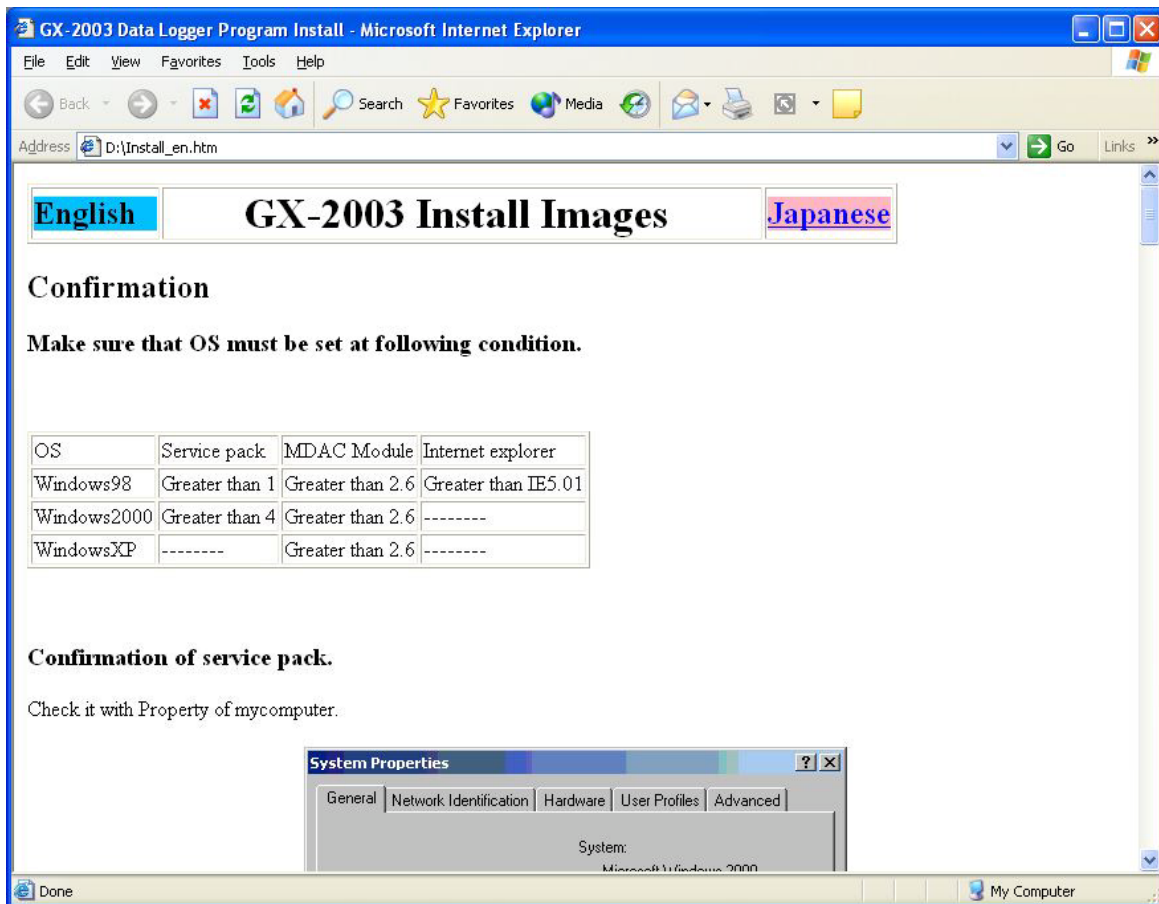 GX-2003 Data Logger Program Install - Microsoft Internet Explorer
File Edit View Favorites Tools Help
Back Search Favorites Media
Address D:\Install_en.htm Go Links »
English GX-2003 Install Images Japanese
Confirmation
Make sure that OS must be set at following condition.
OS Service pack MDAC Module Internet explorer
Windows98 Greater than 1 Greater than 2.6 Greater than IE5.01
Windows2000 Greater than 4 Greater than 2.6 --------
WindowsXP -------- Greater than 2.6 --------
Confirmation of service pack.
Check it with Property of mycomputer.
System Properties
General Network Identification Hardware User Profiles Advanced
System:
Microsoft Windows 2000
Done My Computer